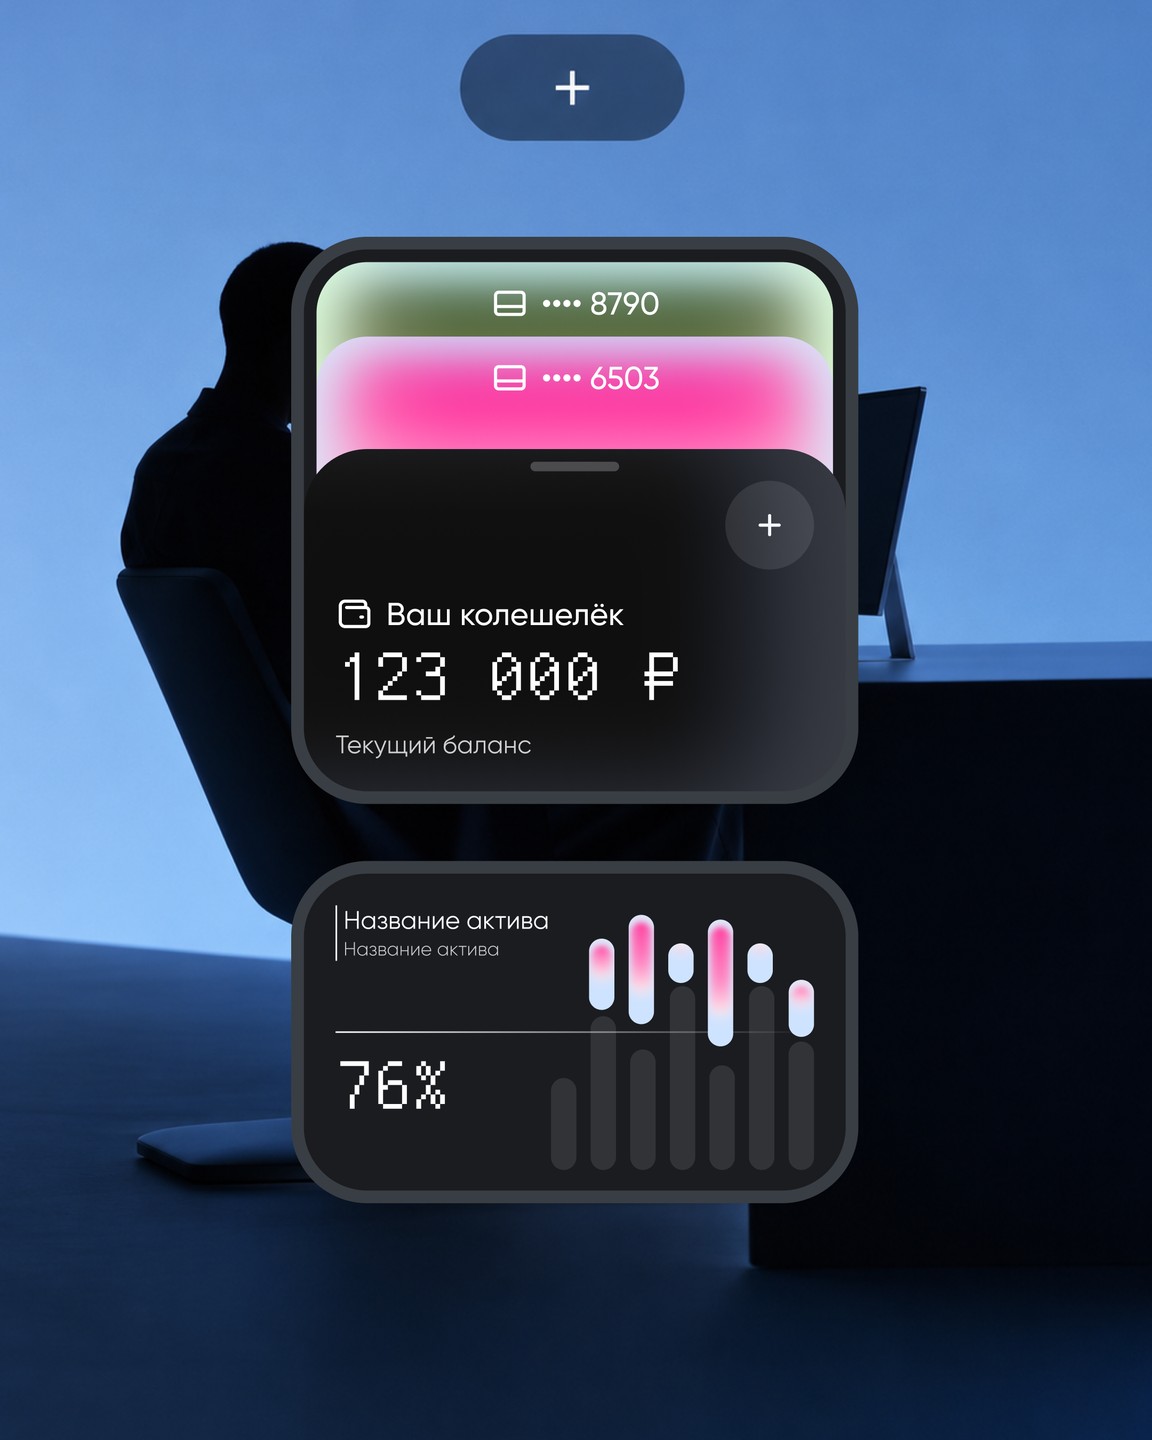 +
•••• 8790
•••• 6503
+
Ваш колешелёк
123 000 ₽
Текущий баланс
Название актива
Название актива
76%